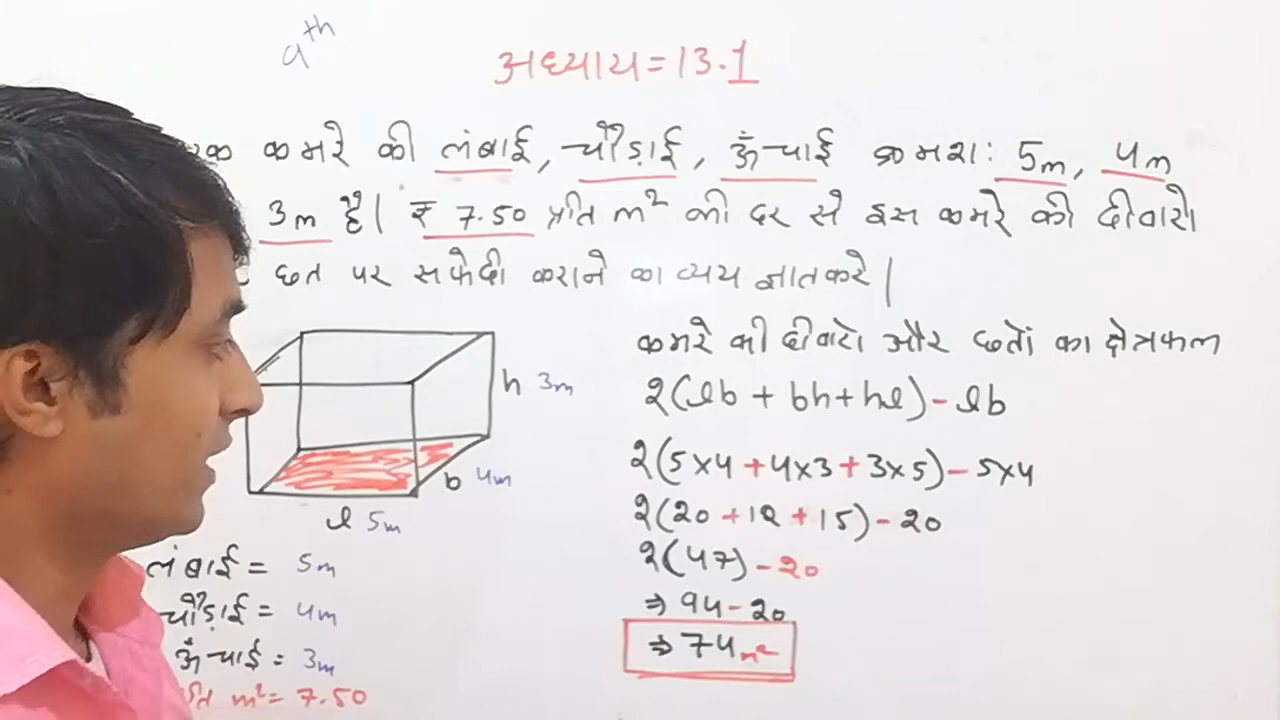 9th
अध्याय = 13.1
कमरे की लंबाई, चौड़ाई, ऊँचाई क्रमशः 5m, 4m
3m है। ₹ 7.50 प्रति m² की दर से इस कमरे की दीवारो
छत पर सफेदी कराने का व्यय ज्ञात करे।
h 3m
b 4m
l 5m
लंबाई = 5m
चौड़ाई = 4m
ऊँचाई = 3m
m² = 7.50
कमरे की दीवारो और छतों का क्षेत्रफल
2(lb + bh + hl) - lb
2(5×4 + 4×3 + 3×5) - 5×4
2(20 + 12 + 15) - 20
2(47) - 20
⇒ 94 - 20
⇒ 74 m²